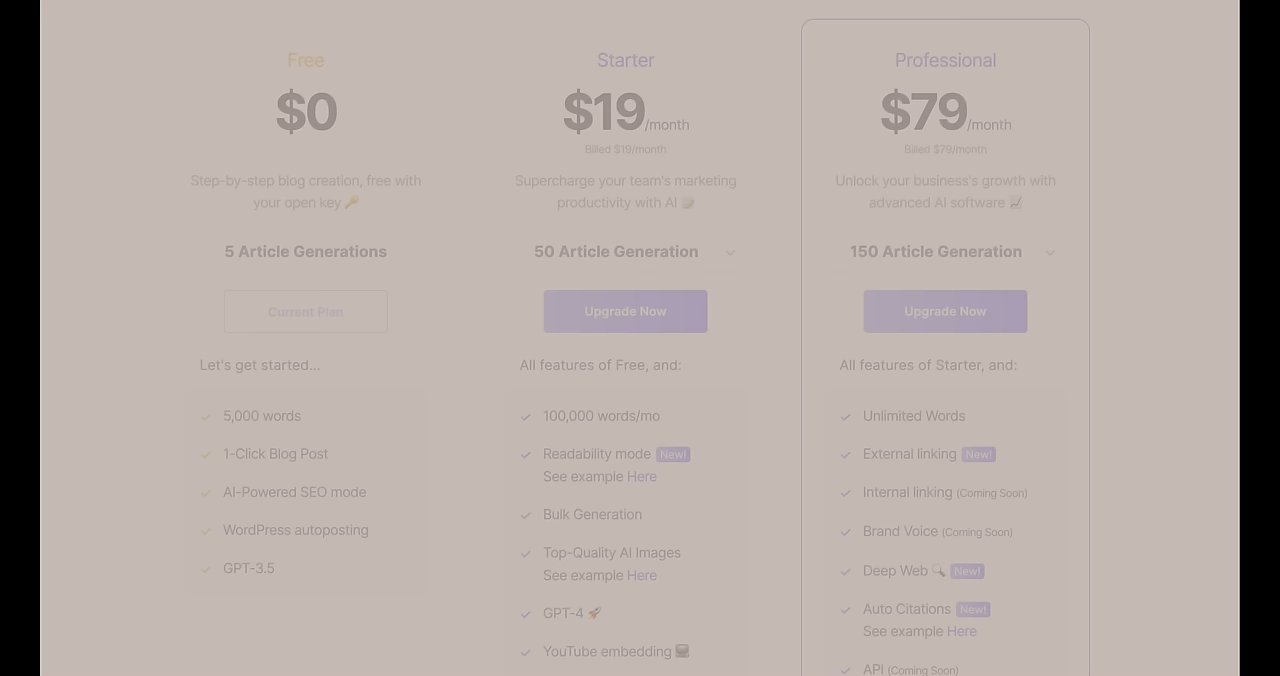 Free
$0
Step-by-step blog creation, free with
your open key 🔑
5 Article Generations
Current Plan
Let's get started...
5,000 words
1-Click Blog Post
AI-Powered SEO mode
WordPress autoposting
GPT-3.5
Starter
$19/month
Billed $19/month
Supercharge your team's marketing
productivity with AI
50 Article Generation
Upgrade Now
All features of Free, and:
100,000 words/mo
Readability mode New!
See example Here
Bulk Generation
Top-Quality AI Images
See example Here
GPT-4 🚀
YouTube embedding
Professional
$79/month
Billed $79/month
Unlock your business's growth with
advanced AI software 📈
150 Article Generation
Upgrade Now
All features of Starter, and:
Unlimited Words
External linking New!
Internal linking (Coming Soon)
Brand Voice (Coming Soon)
Deep Web 🔍 New!
Auto Citations New!
See example Here
API (Coming Soon)